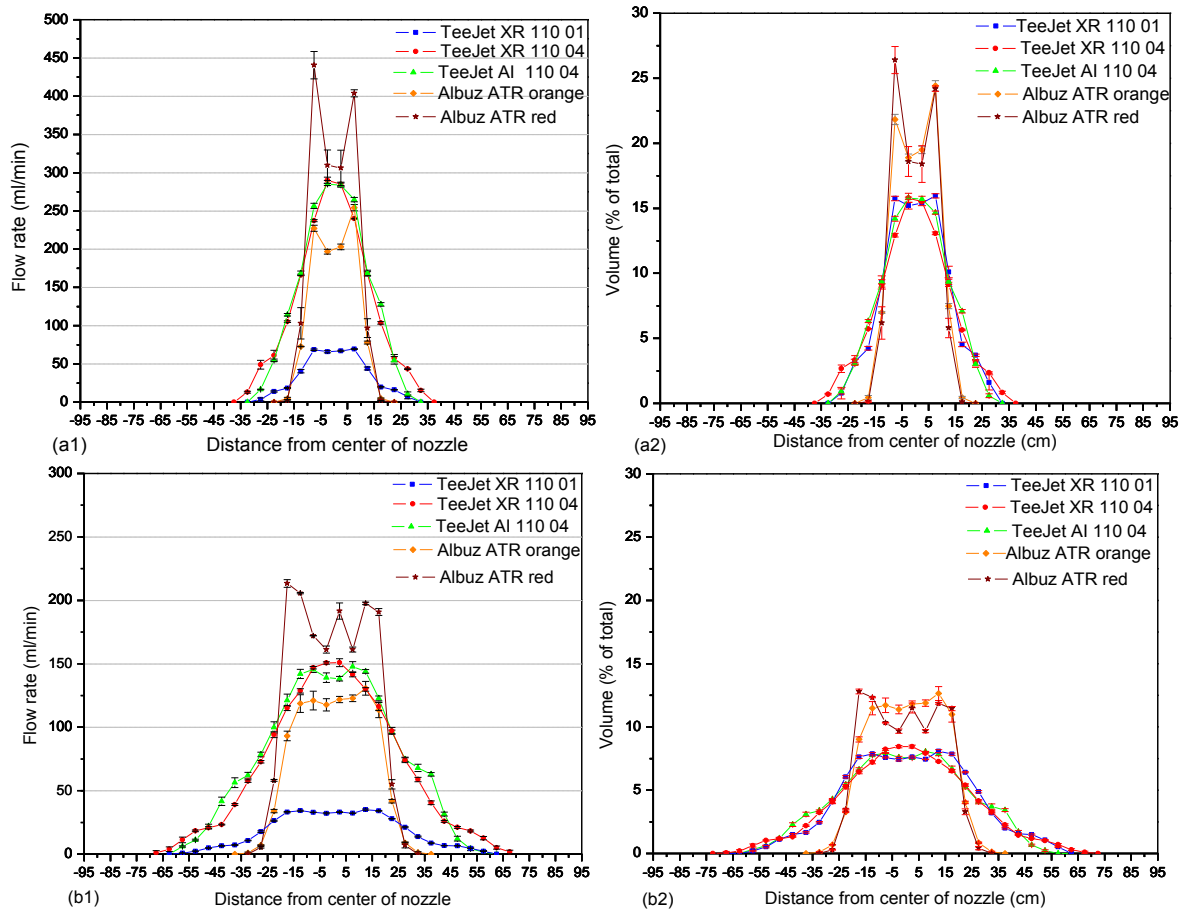 500
450
400
350
300
250
200
150
100
50
0
Flow rate (ml/min)
TeeJet XR 110 01
TeeJet XR 110 04
TeeJet AI 110 04
Albuz ATR orange
Albuz ATR red
-95 -85 -75 -65 -55 -45 -35 -25 -15 -5 5 15 25 35 45 55 65 75 85 95
(a1)
Distance from center of nozzle
30
25
20
15
10
5
0
Volume (% of total)
TeeJet XR 110 01
TeeJet XR 110 04
TeeJet AI 110 04
Albuz ATR orange
Albuz ATR red
-95 -85 -75 -65 -55 -45 -35 -25 -15 -5 5 15 25 35 45 55 65 75 85 95
(a2)
Distance from center of nozzle (cm)
300
250
200
150
100
50
0
Flow rate (ml/min)
TeeJet XR 110 01
TeeJet XR 110 04
TeeJet AI 110 04
Albuz ATR orange
Albuz ATR red
-95 -85 -75 -65 -55 -45 -35 -25 -15 -5 5 15 25 35 45 55 65 75 85 95
(b1)
Distance from center of nozzle
30
25
20
15
10
5
0
Volume (% of total)
TeeJet XR 110 01
TeeJet XR 110 04
TeeJet AI 110 04
Albuz ATR orange
Albuz ATR red
-95 -85 -75 -65 -55 -45 -35 -25 -15 -5 5 15 25 35 45 55 65 75 85 95
(b2)
Distance from center of nozzle (cm)